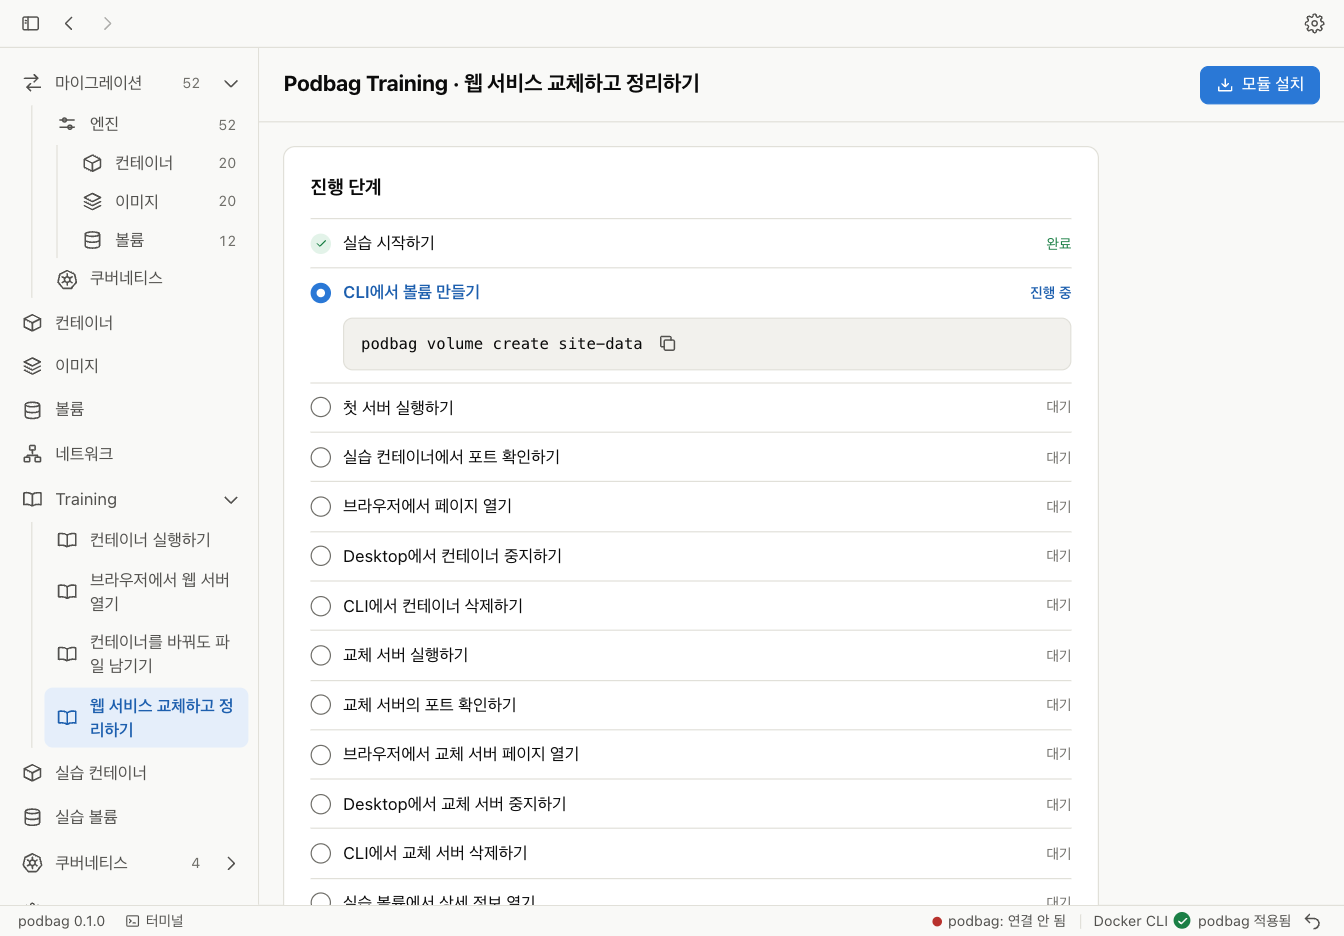 마이그레이션 52
엔진 52
컨테이너 20
이미지 20
볼륨 12
쿠버네티스
컨테이너
이미지
볼륨
네트워크
Training
컨테이너 실행하기
브라우저에서 웹 서버
열기
컨테이너를 바꿔도 파
일 남기기
웹 서비스 교체하고 정
리하기
실습 컨테이너
실습 볼륨
쿠버네티스 4
Podbag Training · 웹 서비스 교체하고 정리하기
모듈 설치
진행 단계
실습 시작하기 완료
CLI에서 볼륨 만들기 진행 중
podbag volume create site-data
첫 서버 실행하기 대기
실습 컨테이너에서 포트 확인하기 대기
브라우저에서 페이지 열기 대기
Desktop에서 컨테이너 중지하기 대기
CLI에서 컨테이너 삭제하기 대기
교체 서버 실행하기 대기
교체 서버의 포트 확인하기 대기
브라우저에서 교체 서버 페이지 열기 대기
Desktop에서 교체 서버 중지하기 대기
CLI에서 교체 서버 삭제하기 대기
실습 볼륨에서 상세 정보 열기 대기
podbag 0.1.0 터미널 podbag: 연결 안 됨 Docker CLI podbag 적용됨